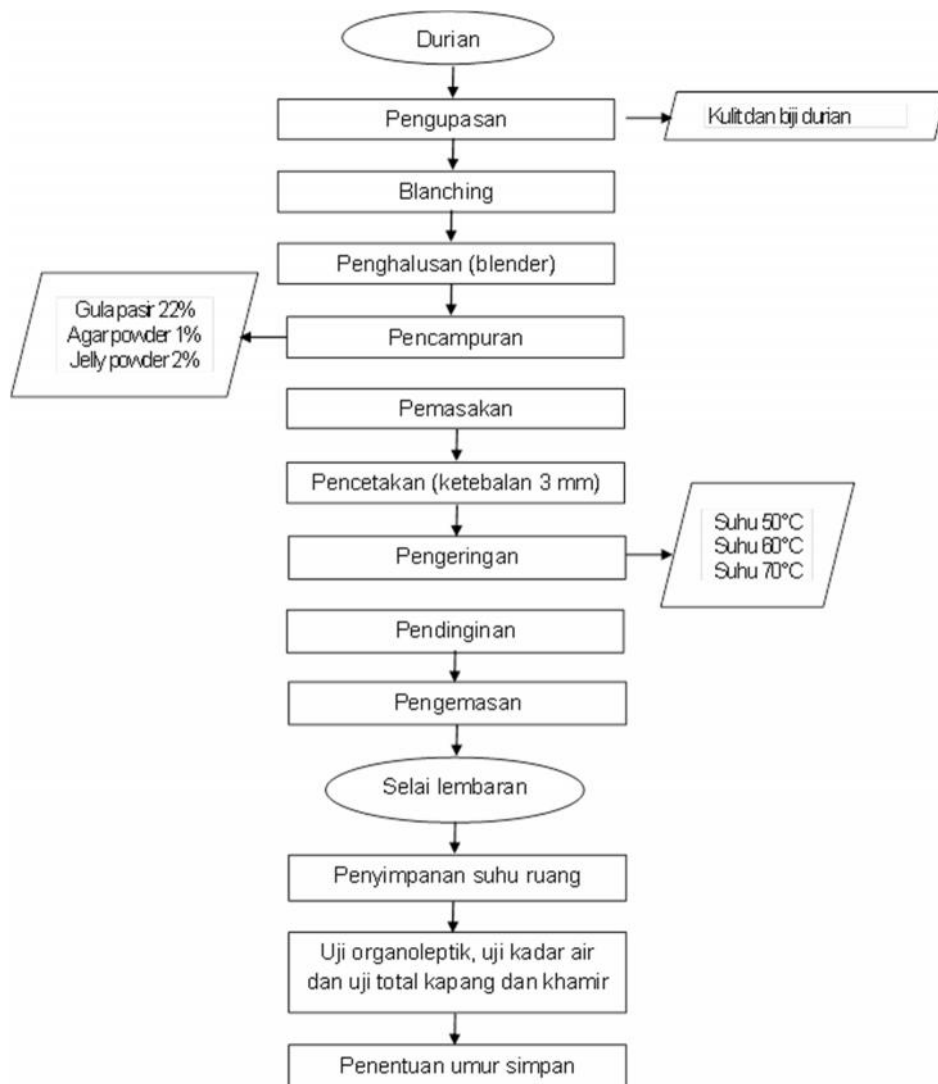 Durian
Pengupasan
Kulit dan biji durian
Blanching
Penghalusan (blender)
Gula pasir 22%
Agar powder 1%
Jelly powder 2%
Pencampuran
Pemasakan
Pencetakan (ketebalan 3 mm)
Pengeringan
Suhu 50°C
Suhu 60°C
Suhu 70°C
Pendinginan
Pengemasan
Selai lembaran
Penyimpanan suhu ruang
Uji organoleptik, uji kadar air
dan uji total kapang dan khamir
Penentuan umur simpan